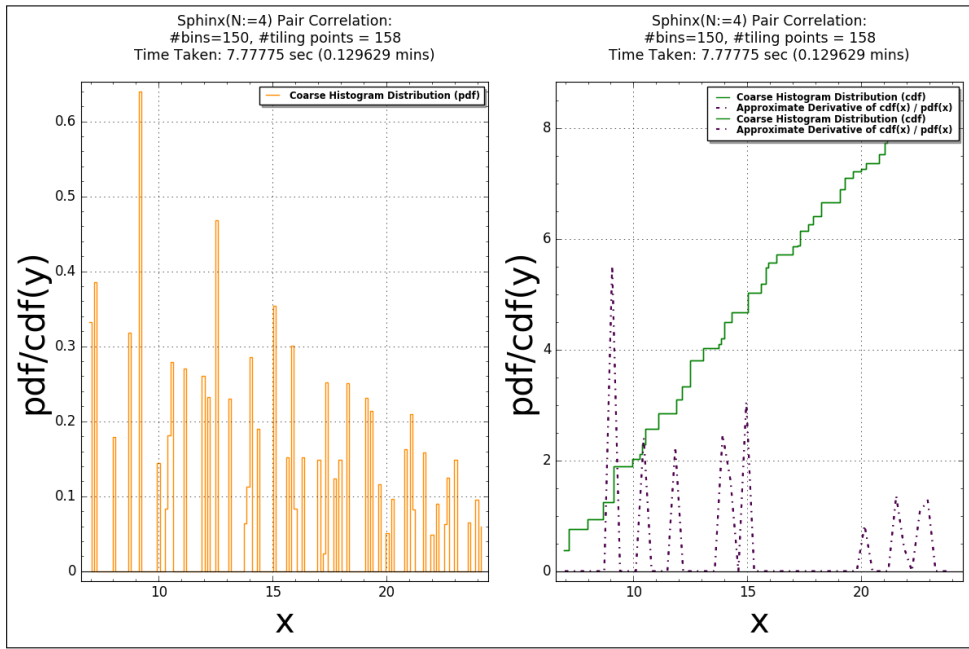 Sphinx(N:=4) Pair Correlation:
#bins=150, #tiling points = 158
Time Taken: 7.77775 sec (0.129629 mins)
Coarse Histogram Distribution (pdf)
pdf/cdf(y)
0.6
0.5
0.4
0.3
0.2
0.1
0
10
15
20
x
Sphinx(N:=4) Pair Correlation:
#bins=150, #tiling points = 158
Time Taken: 7.77775 sec (0.129629 mins)
Coarse Histogram Distribution (cdf)
Approximate Derivative of cdf(x) / pdf(x)
Coarse Histogram Distribution (cdf)
Approximate Derivative of cdf(x) / pdf(x)
pdf/cdf(y)
8
6
4
2
0
10
15
20
x